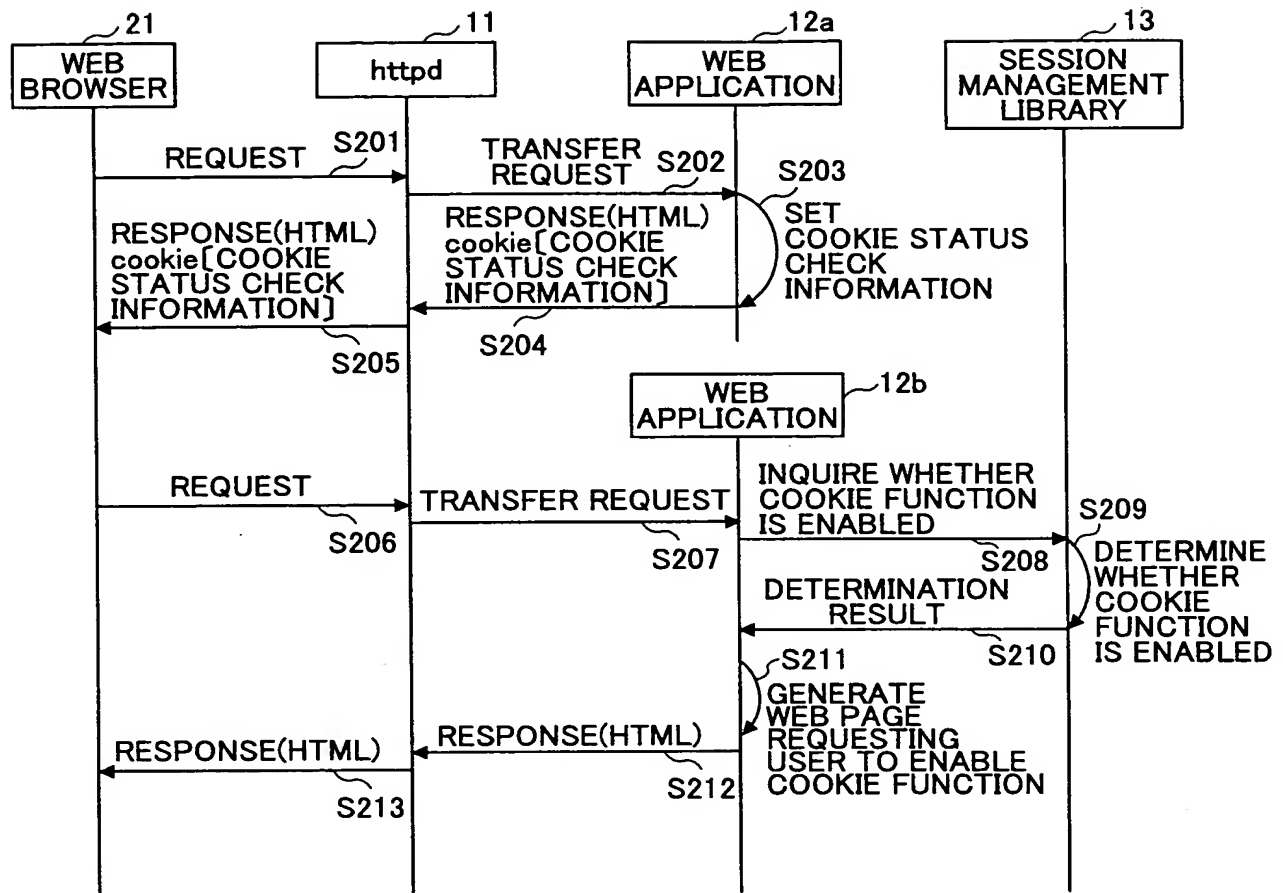 21
11
12a
13
WEB
BROWSER
httpd
WEB
APPLICATION
SESSION
MANAGEMENT
LIBRARY
REQUEST
S201
TRANSFER
REQUEST
S202
S203
SET
COOKIE STATUS
CHECK
INFORMATION
RESPONSE(HTML)
cookie[COOKIE
STATUS CHECK
INFORMATION]
S204
RESPONSE(HTML)
cookie[COOKIE
STATUS CHECK
INFORMATION]
S205
WEB
APPLICATION
12b
REQUEST
S206
TRANSFER REQUEST
S207
INQUIRE WHETHER
COOKIE FUNCTION
IS ENABLED
S208
S209
DETERMINE
WHETHER
COOKIE
FUNCTION
IS ENABLED
DETERMINATION
RESULT
S210
S211
GENERATE
WEB PAGE
REQUESTING
USER TO ENABLE
COOKIE FUNCTION
RESPONSE(HTML)
S212
RESPONSE(HTML)
S213